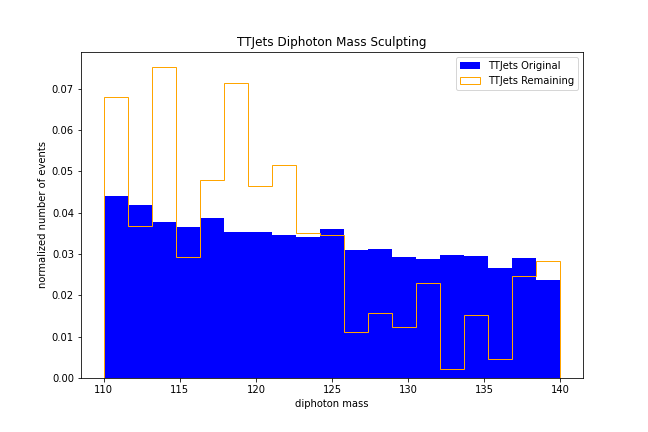 TTJets Diphoton Mass Sculpting
TTJets Original
TTJets Remaining
normalized number of events
0.07
0.06
0.05
0.04
0.03
0.02
0.01
0.00
110 115 120 125 130 135 140
diphoton mass